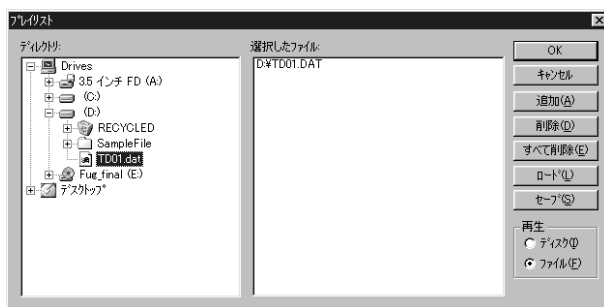 ﾌﾟﾚｲﾘｽﾄ
ﾃﾞｨﾚｸﾄﾘ:
Drives
3.5 インチ FD (A:)
(C:)
(D:)
RECYCLED
SampleFile
TD01.dat
Fug_final (E:)
ﾃﾞｽｸﾄｯﾌﾟ
選択したﾌｧｲﾙ:
D:¥TD01.DAT
OK
ｷｬﾝｾﾙ
追加(A)
削除(D)
すべて削除(E)
ﾛｰﾄﾞ(L)
ｾｰﾌﾞ(S)
再生
ﾃﾞｨｽｸ(I)
ﾌｧｲﾙ(F)